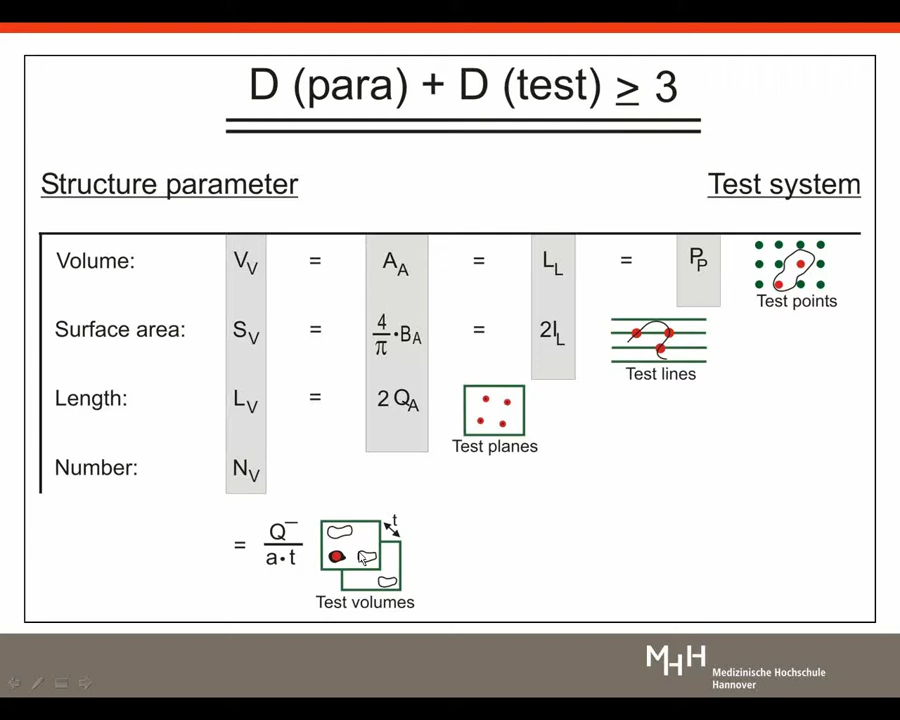 D (para) + D (test) ≥ 3
Structure parameter
Test system
Volume: V_V = A_A = L_L = P_P
Test points
Surface area: S_V = 4/π · B_A = 2I_L
Test lines
Length: L_V = 2 Q_A
Test planes
Number: N_V
= Q⁻ / a·t
t
Test volumes
MHH
Medizinische Hochschule
Hannover